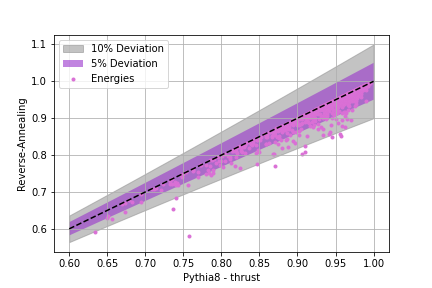 10% Deviation
5% Deviation
Energies
Reverse-Annealing
1.1
1.0
0.9
0.8
0.7
0.6
0.60 0.65 0.70 0.75 0.80 0.85 0.90 0.95 1.00
Pythia8 - thrust